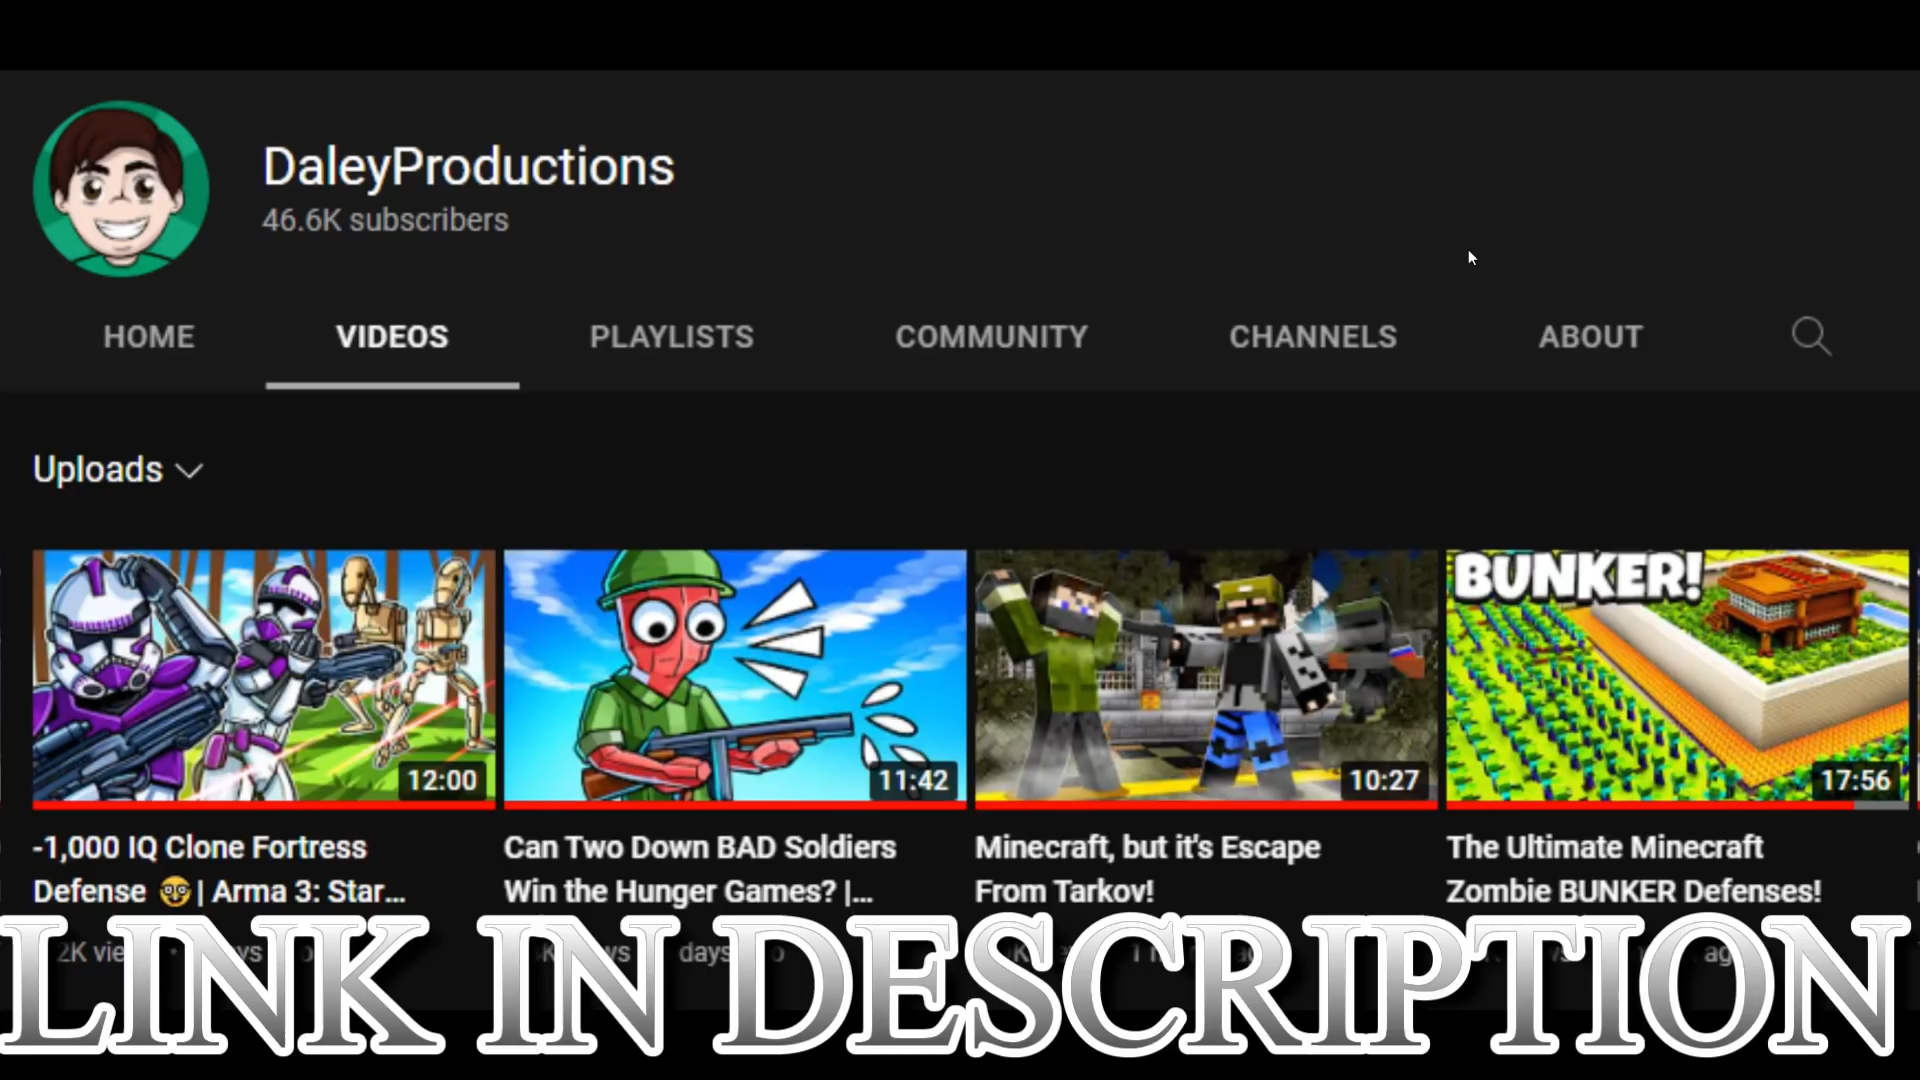 DaleyProductions
46.6K subscribers
HOME VIDEOS PLAYLISTS COMMUNITY CHANNELS ABOUT
Uploads
BUNKER!
12:00 11:42 10:27 17:56
-1,000 IQ Clone Fortress
Defense 🤓 | Arma 3: Star...
Can Two Down BAD Soldiers
Win the Hunger Games? |...
Minecraft, but it's Escape
From Tarkov!
The Ultimate Minecraft
Zombie BUNKER Defenses!
LINK IN DESCRIPTION